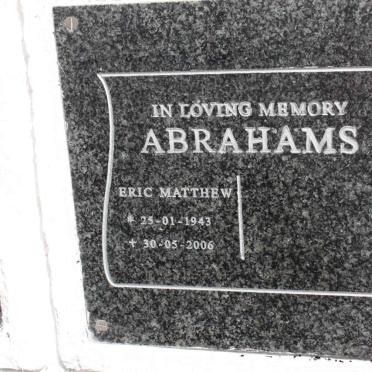 IN LOVING MEMORY
ABRAHAMS
ERIC MATTHEW
* 25-01-1943
+ 30-05-2006